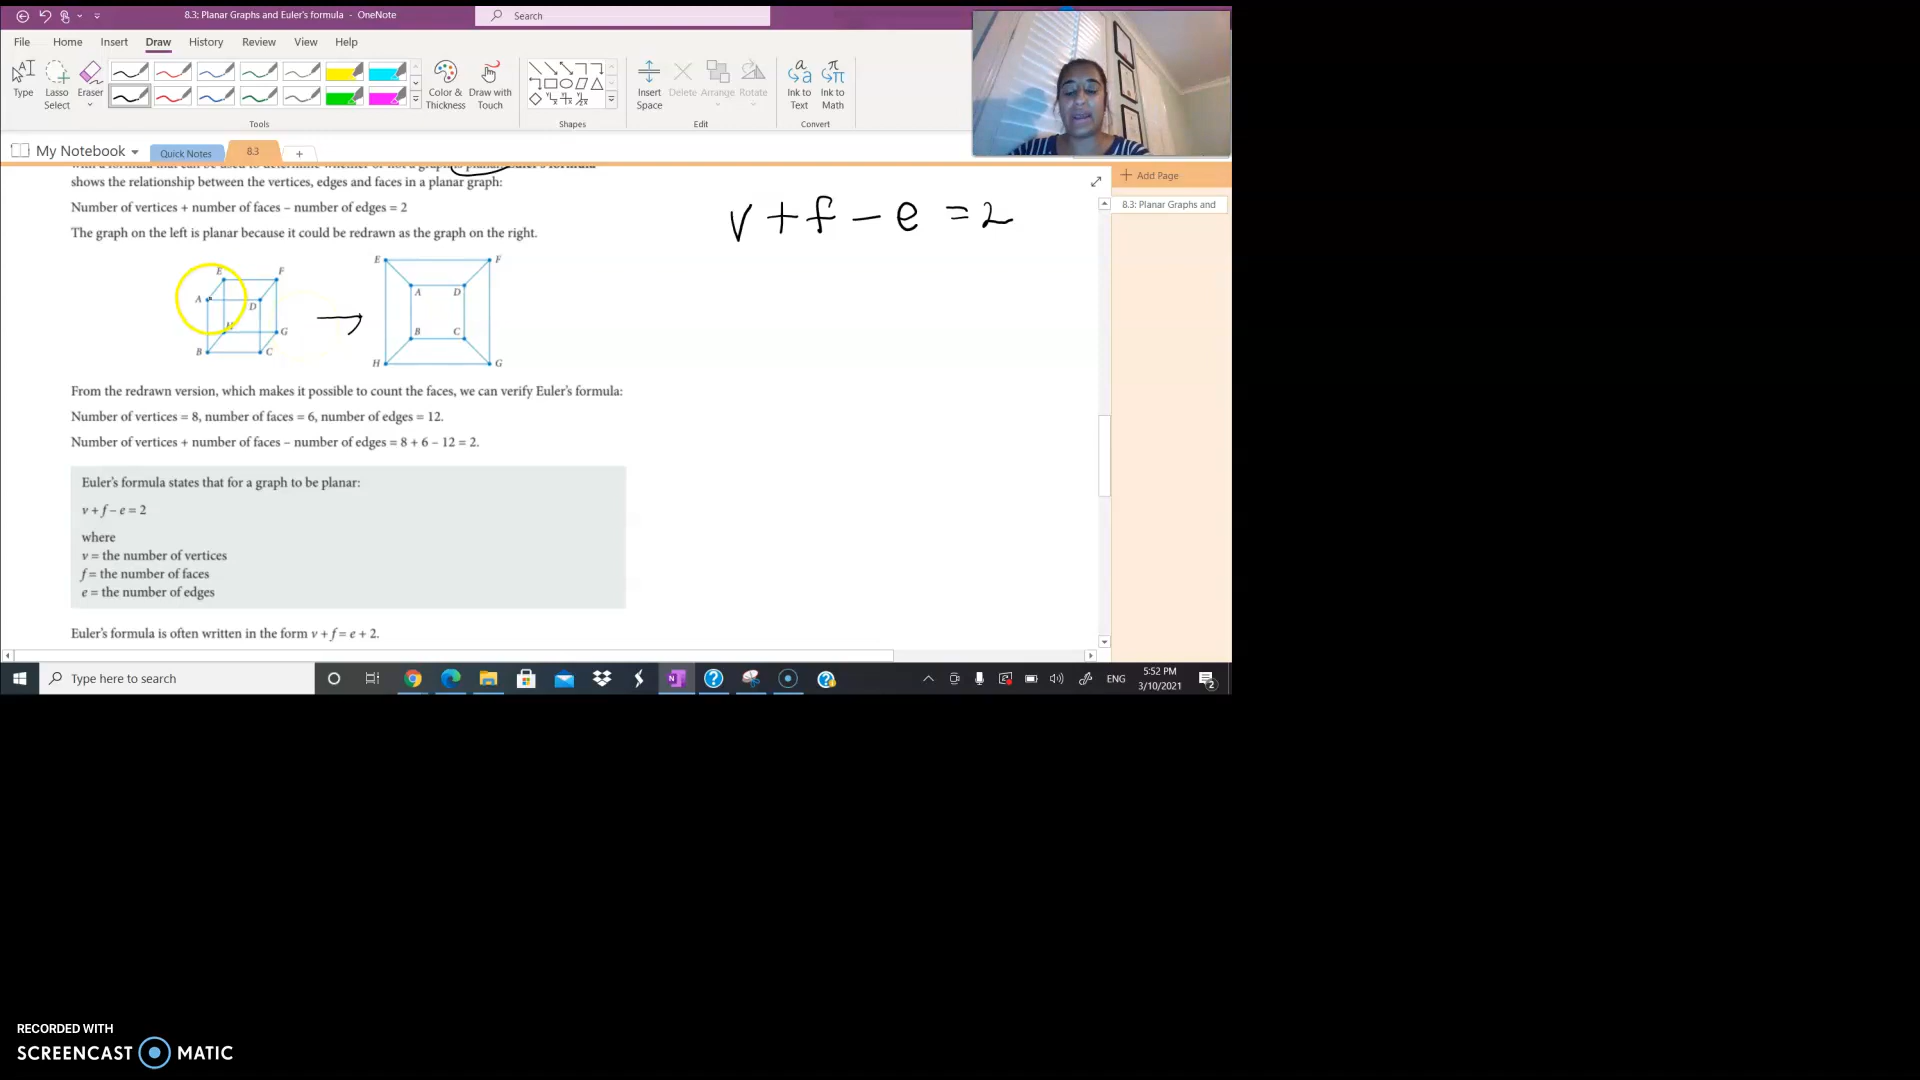 8.3: Planar Graphs and Euler's formula - OneNote
Search
File Home Insert Draw History Review View Help
Type
Lasso Select
Eraser
Color & Thickness
Draw with Touch
Insert Space
Delete
Arrange
Rotate
Ink to Text
Ink to Math
Tools
Shapes
Edit
Convert
My Notebook
Quick Notes
8.3
Add Page
8.3: Planar Graphs and
shows the relationship between the vertices, edges and faces in a planar graph:
Number of vertices + number of faces – number of edges = 2
v + f – e = 2
The graph on the left is planar because it could be redrawn as the graph on the right.
E F
A D
H G
B C
E F
A D
B C
H G
From the redrawn version, which makes it possible to count the faces, we can verify Euler's formula:
Number of vertices = 8, number of faces = 6, number of edges = 12.
Number of vertices + number of faces – number of edges = 8 + 6 – 12 = 2.
Euler's formula states that for a graph to be planar:
v + f – e = 2
where
v = the number of vertices
f = the number of faces
e = the number of edges
Euler's formula is often written in the form v + f = e + 2.
Type here to search
ENG
5:52 PM
3/10/2021
2
RECORDED WITH
SCREENCAST MATIC